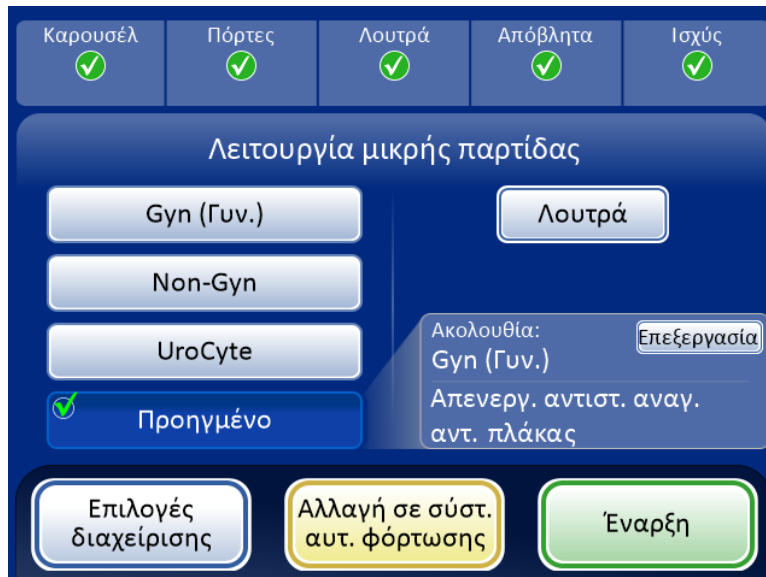 Καρουσέλ Πόρτες Λουτρά Απόβλητα Ισχύς
Λειτουργία μικρής παρτίδας
Gyn (Γυν.)
Λουτρά
Non-Gyn
UroCyte
Ακολουθία:
Επεξεργασία
Gyn (Γυν.)
Προηγμένο
Απενεργ. αντιστ. αναγ.
αντ. πλάκας
Επιλογές
διαχείρισης
Αλλαγή σε σύστ.
αυτ. φόρτωσης
Έναρξη